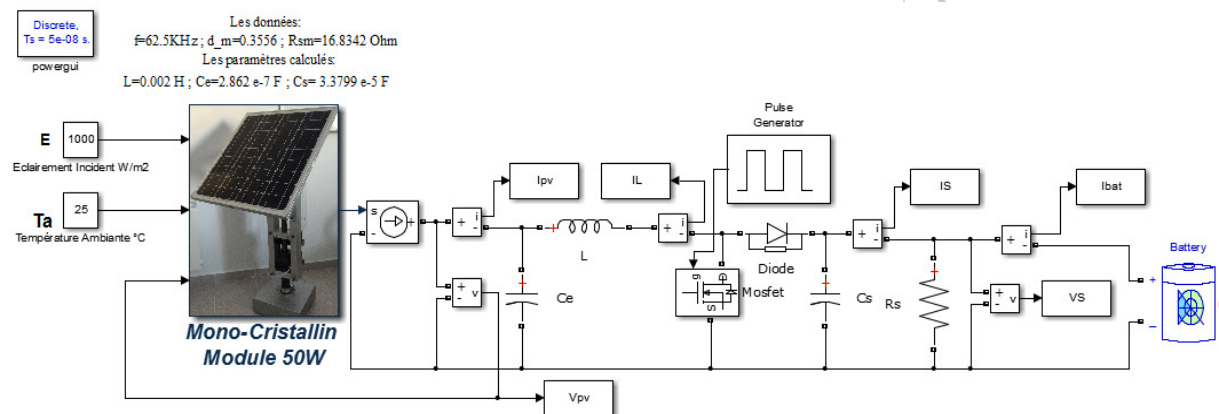 Discrete,
Ts = 5e-08 s.
powergui
Les données:
f=62.5KHz ; d_m=0.3556 ; Rsm=16.8342 Ohm
Les paramètres calculés:
L=0.002 H ; Ce=2.862 e-7 F ; Cs= 3.3799 e-5 F
E
1000
Eclairement Incident W/m2
Ta
25
Température Ambiante °C
Mono-Cristallin
Module 50W
s
+
-
+
i
-
Ipv
+
-
v
Vpv
Ce
L
+
i
-
IL
Pulse
Generator
g
D
S
Mosfet
Diode
Cs
+
i
-
IS
Rs
+
-
v
VS
+
i
-
Ibat
Battery
+
_